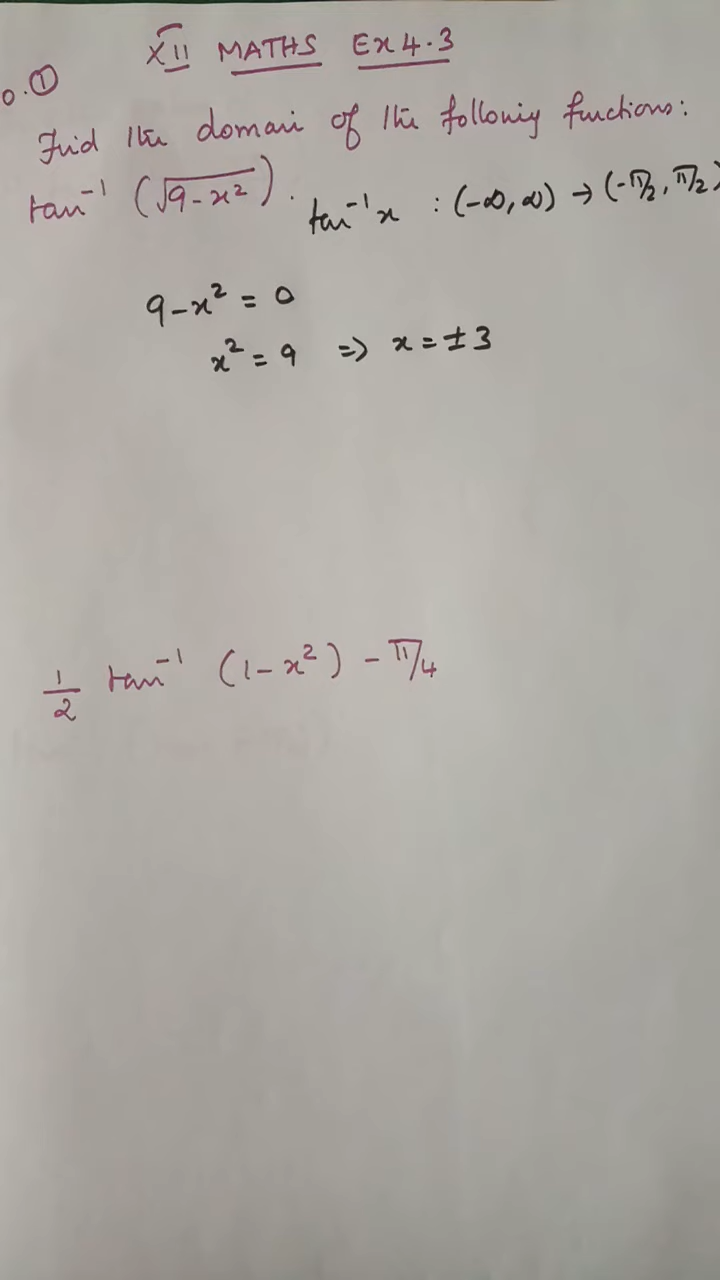 XII MATHS Ex 4.3
0. ①
Find the domain of the following functions:
tan⁻¹ (√9-x²). tan⁻¹x : (-∞, ∞) → (-π/2, π/2)
9-x² = 0
x² = 9 => x = ±3
1/2 tan⁻¹ (1-x²) - π/4